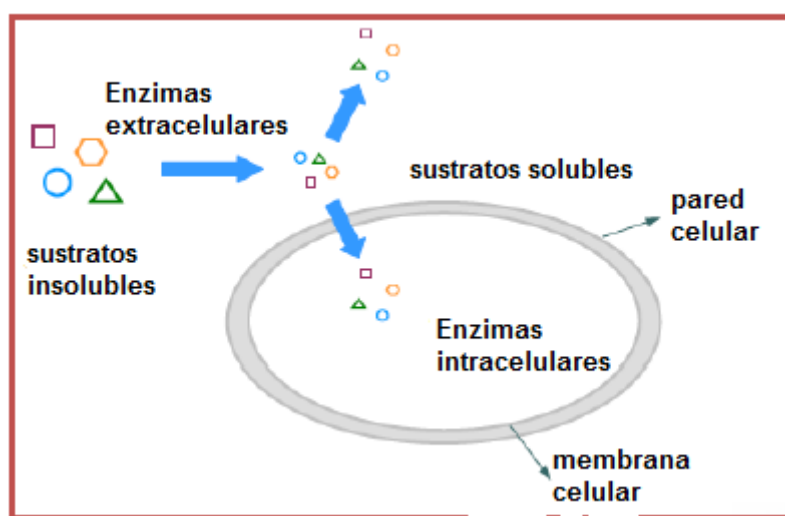 Enzimas
extracelulares
sustratos solubles
pared
celular
sustratos
insolubles
Enzimas
intracelulares
membrana
celular